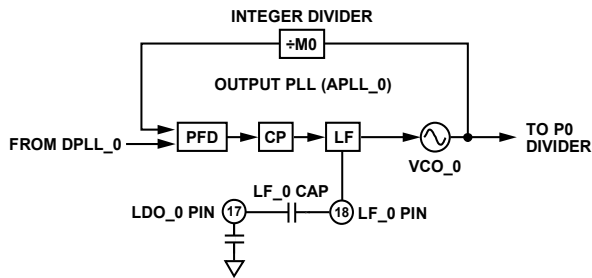 INTEGER DIVIDER
÷M0
OUTPUT PLL (APLL_0)
FROM DPLL_0
PFD
CP
LF
VCO_0
TO P0
DIVIDER
LF_0 CAP
LDO_0 PIN
17
18
LF_0 PIN